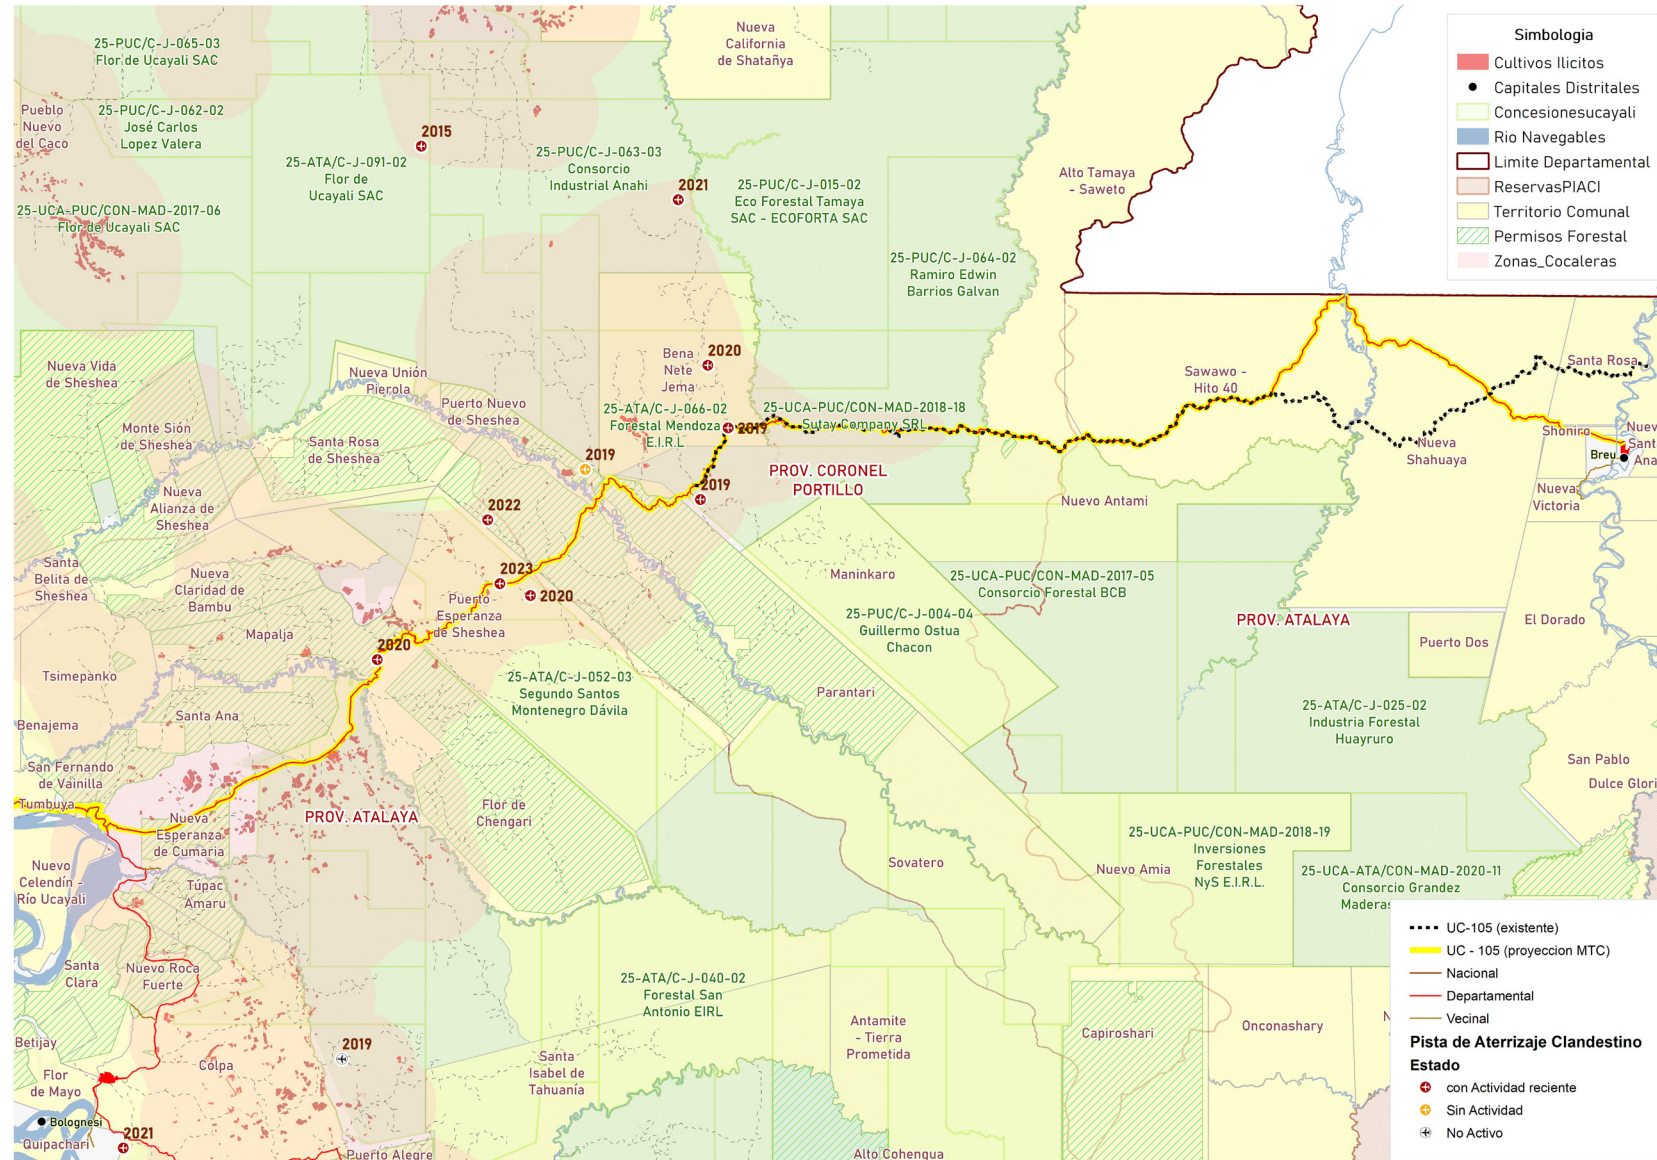 25-PUC/C-J-065-03
Flor de Ucayali SAC
Nueva
California
de Shatañya
Pueblo
Nuevo
del Caco
25-PUC/C-J-062-02
José Carlos
Lopez Valera
2015
25-ATA/C-J-091-02
Flor de
Ucayali SAC
25-PUC/C-J-063-03
Consorcio
Industrial Anahi
2021
25-PUC/C-J-015-02
Eco Forestal Tamaya
SAC - ECOFORTA SAC
Alto Tamaya
- Saweto
25-UCA-PUC/CON-MAD-2017-06
Flor de Ucayali SAC
25-PUC/C-J-064-02
Ramiro Edwin
Barrios Galvan
Simbologia
Cultivos Ilicitos
Capitales Distritales
Concesionesucayali
Rio Navegables
Limite Departamental
ReservasPIACI
Territorio Comunal
Permisos Forestal
Zonas_Cocaleras
Nueva Vida
de Sheshea
Nueva Unión
Pierola
Puerto Nuevo
de Sheshea
Bena
Nete
Jema
2020
Sawawo -
Hito 40
Santa Rosa
Monte Sión
de Sheshea
Santa Rosa
de Sheshea
25-ATA/C-J-066-02
Forestal Mendoza
E.I.R.L
2019
25-UCA-PUC/CON-MAD-2018-18
Sutay Company SRL
Shoniro
Nueva
Shahuaya
Breu
Santa
Ana
2019
2019
PROV. CORONEL
PORTILLO
Nueva
Alianza de
Sheshea
2022
Nuevo Antami
Nueva
Victoria
Santa
Belita de
Sheshea
Nueva
Claridad de
Bambu
2023
2020
Puerto
Esperanza
de Sheshea
Maninkaro
25-UCA-PUC/CON-MAD-2017-05
Consorcio Forestal BCB
25-PUC/C-J-004-04
Guillermo Ostua
Chacon
PROV. ATALAYA
El Dorado
Mapalja
2020
Puerto Dos
Tsimepanko
25-ATA/C-J-052-03
Segundo Santos
Montenegro Dávila
Parantari
Santa Ana
Benajema
25-ATA/C-J-025-02
Industria Forestal
Huayruro
San Fernando
de Vainilla
San Pablo
Dulce Glori
Tumbuya
Nueva
Esperanza
de Cumaria
PROV. ATALAYA
Flor de
Chengari
25-UCA-PUC/CON-MAD-2018-19
Inversiones
Forestales
NyS E.I.R.L.
Nuevo
Celendín -
Río Ucayali
Túpac
Amaru
Sovatero
Nuevo Amia
25-UCA-ATA/CON-MAD-2020-11
Consorcio Grandez
Maderas
Santa
Clara
Nuevo Roca
Fuerte
25-ATA/C-J-040-02
Forestal San
Antonio EIRL
Antamite
- Tierra
Prometida
Capiroshari
Onconashary
Betijay
Flor
de Mayo
Colpa
2019
Santa
Isabel de
Tahuanía
Bolognesi
Quipachari
2021
Puerto Alegre
Alto Cohengua
UC-105 (existente)
UC - 105 (proyeccion MTC)
Nacional
Departamental
Vecinal
Pista de Aterrizaje Clandestino
Estado
con Actividad reciente
Sin Actividad
No Activo